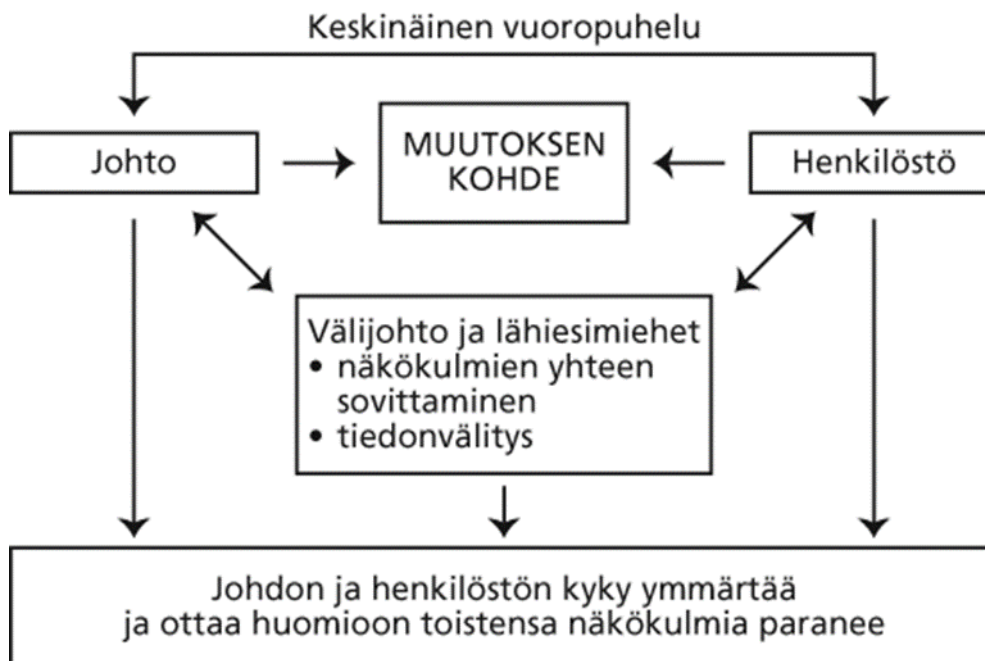 Keskinäinen vuoropuhelu
Johto
MUUTOKSEN
KOHDE
Henkilöstö
Välijohto ja lähiesimiehet
• näkökulmien yhteen
sovittaminen
• tiedonvälitys
Johdon ja henkilöstön kyky ymmärtää
ja ottaa huomioon toistensa näkökulmia paranee